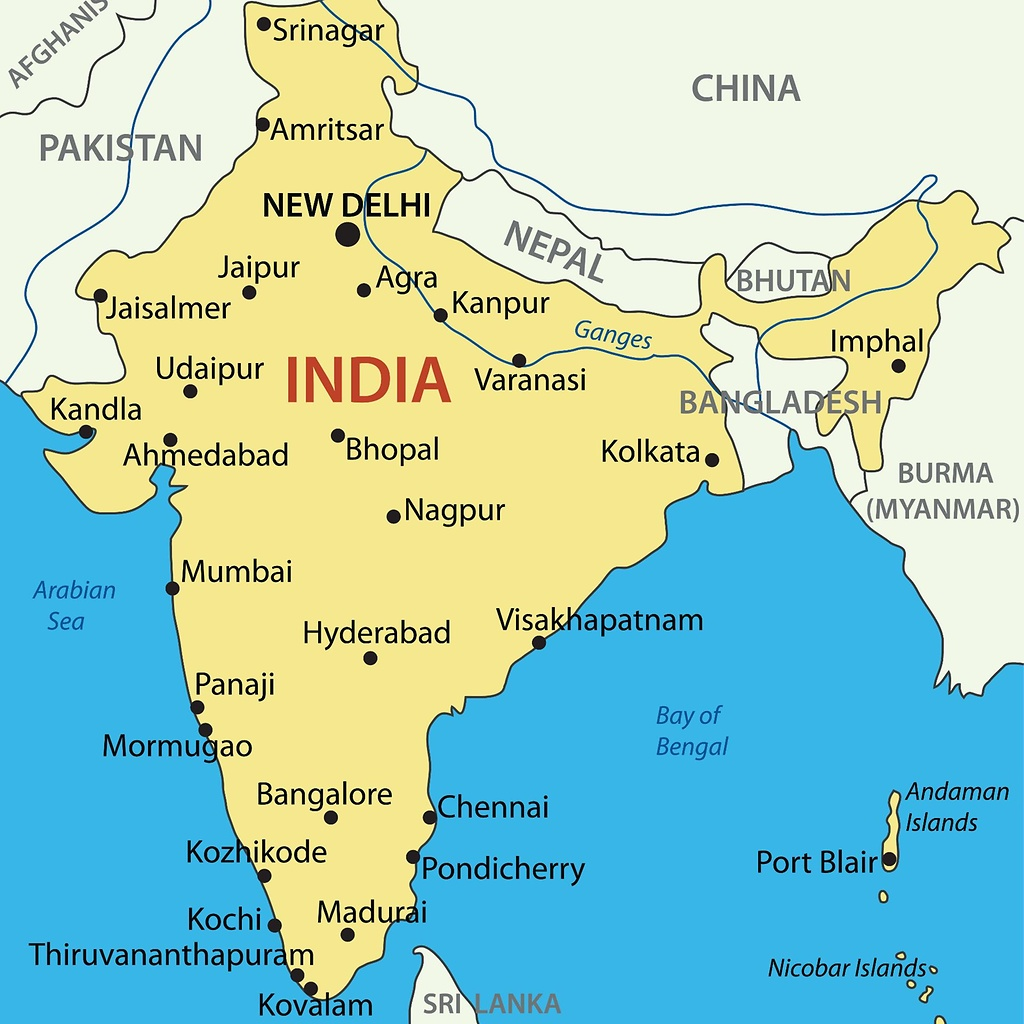 AFGHANIS
Srinagar
CHINA
Amritsar
PAKISTAN
NEW DELHI
NEPAL
Jaipur
Agra
BHUTAN
Jaisalmer
Kanpur
Ganges
Imphal
Udaipur
INDIA
Varanasi
BANGLADESH
Kandla
Ahmedabad
Bhopal
Kolkata
BURMA
(MYANMAR)
Nagpur
Mumbai
Arabian
Sea
Visakhapatnam
Hyderabad
Panaji
Bay of
Bengal
Mormugao
Bangalore
Chennai
Andaman
Islands
Kozhikode
Pondicherry
Port Blair
Kochi
Madurai
Thiruvananthapuram
Nicobar Islands
Kovalam
SRI LANKA